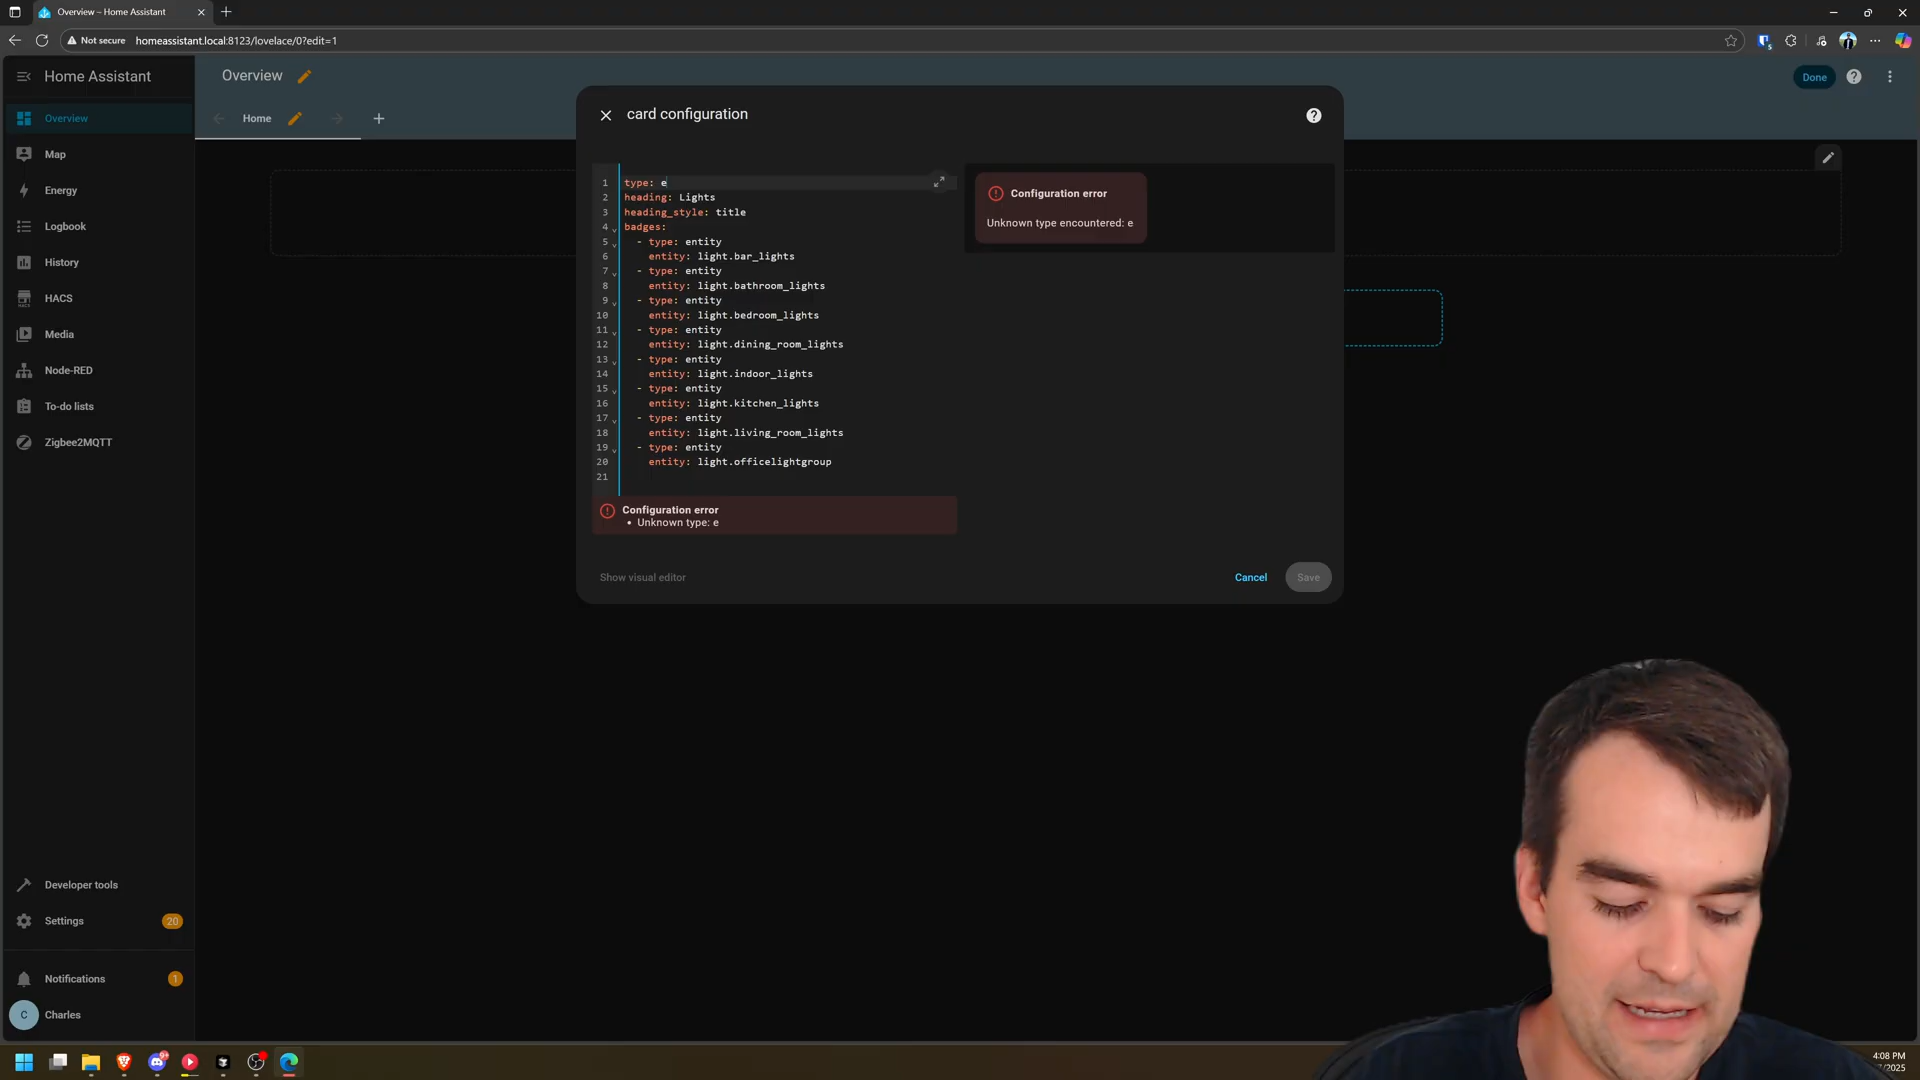 Overview – Home Assistant
Not secure
homeassistant.local:8123/lovelace/0?edit=1
Home Assistant
Overview
Done
Home
Overview
Map
Energy
Logbook
History
HACS
Media
Node-RED
To-do lists
Zigbee2MQTT
Developer tools
Settings
20
Notifications
1
C
Charles
card configuration
1 type: e
2 heading: Lights
3 heading_style: title
4 badges:
5 - type: entity
6 entity: light.bar_lights
7 - type: entity
8 entity: light.bathroom_lights
9 - type: entity
10 entity: light.bedroom_lights
11 - type: entity
12 entity: light.dining_room_lights
13 - type: entity
14 entity: light.indoor_lights
15 - type: entity
16 entity: light.kitchen_lights
17 - type: entity
18 entity: light.living_room_lights
19 - type: entity
20 entity: light.officelightgroup
21
Configuration error
• Unknown type: e
Configuration error
Unknown type encountered: e
Show visual editor
Cancel
Save
4:08 PM
/2025